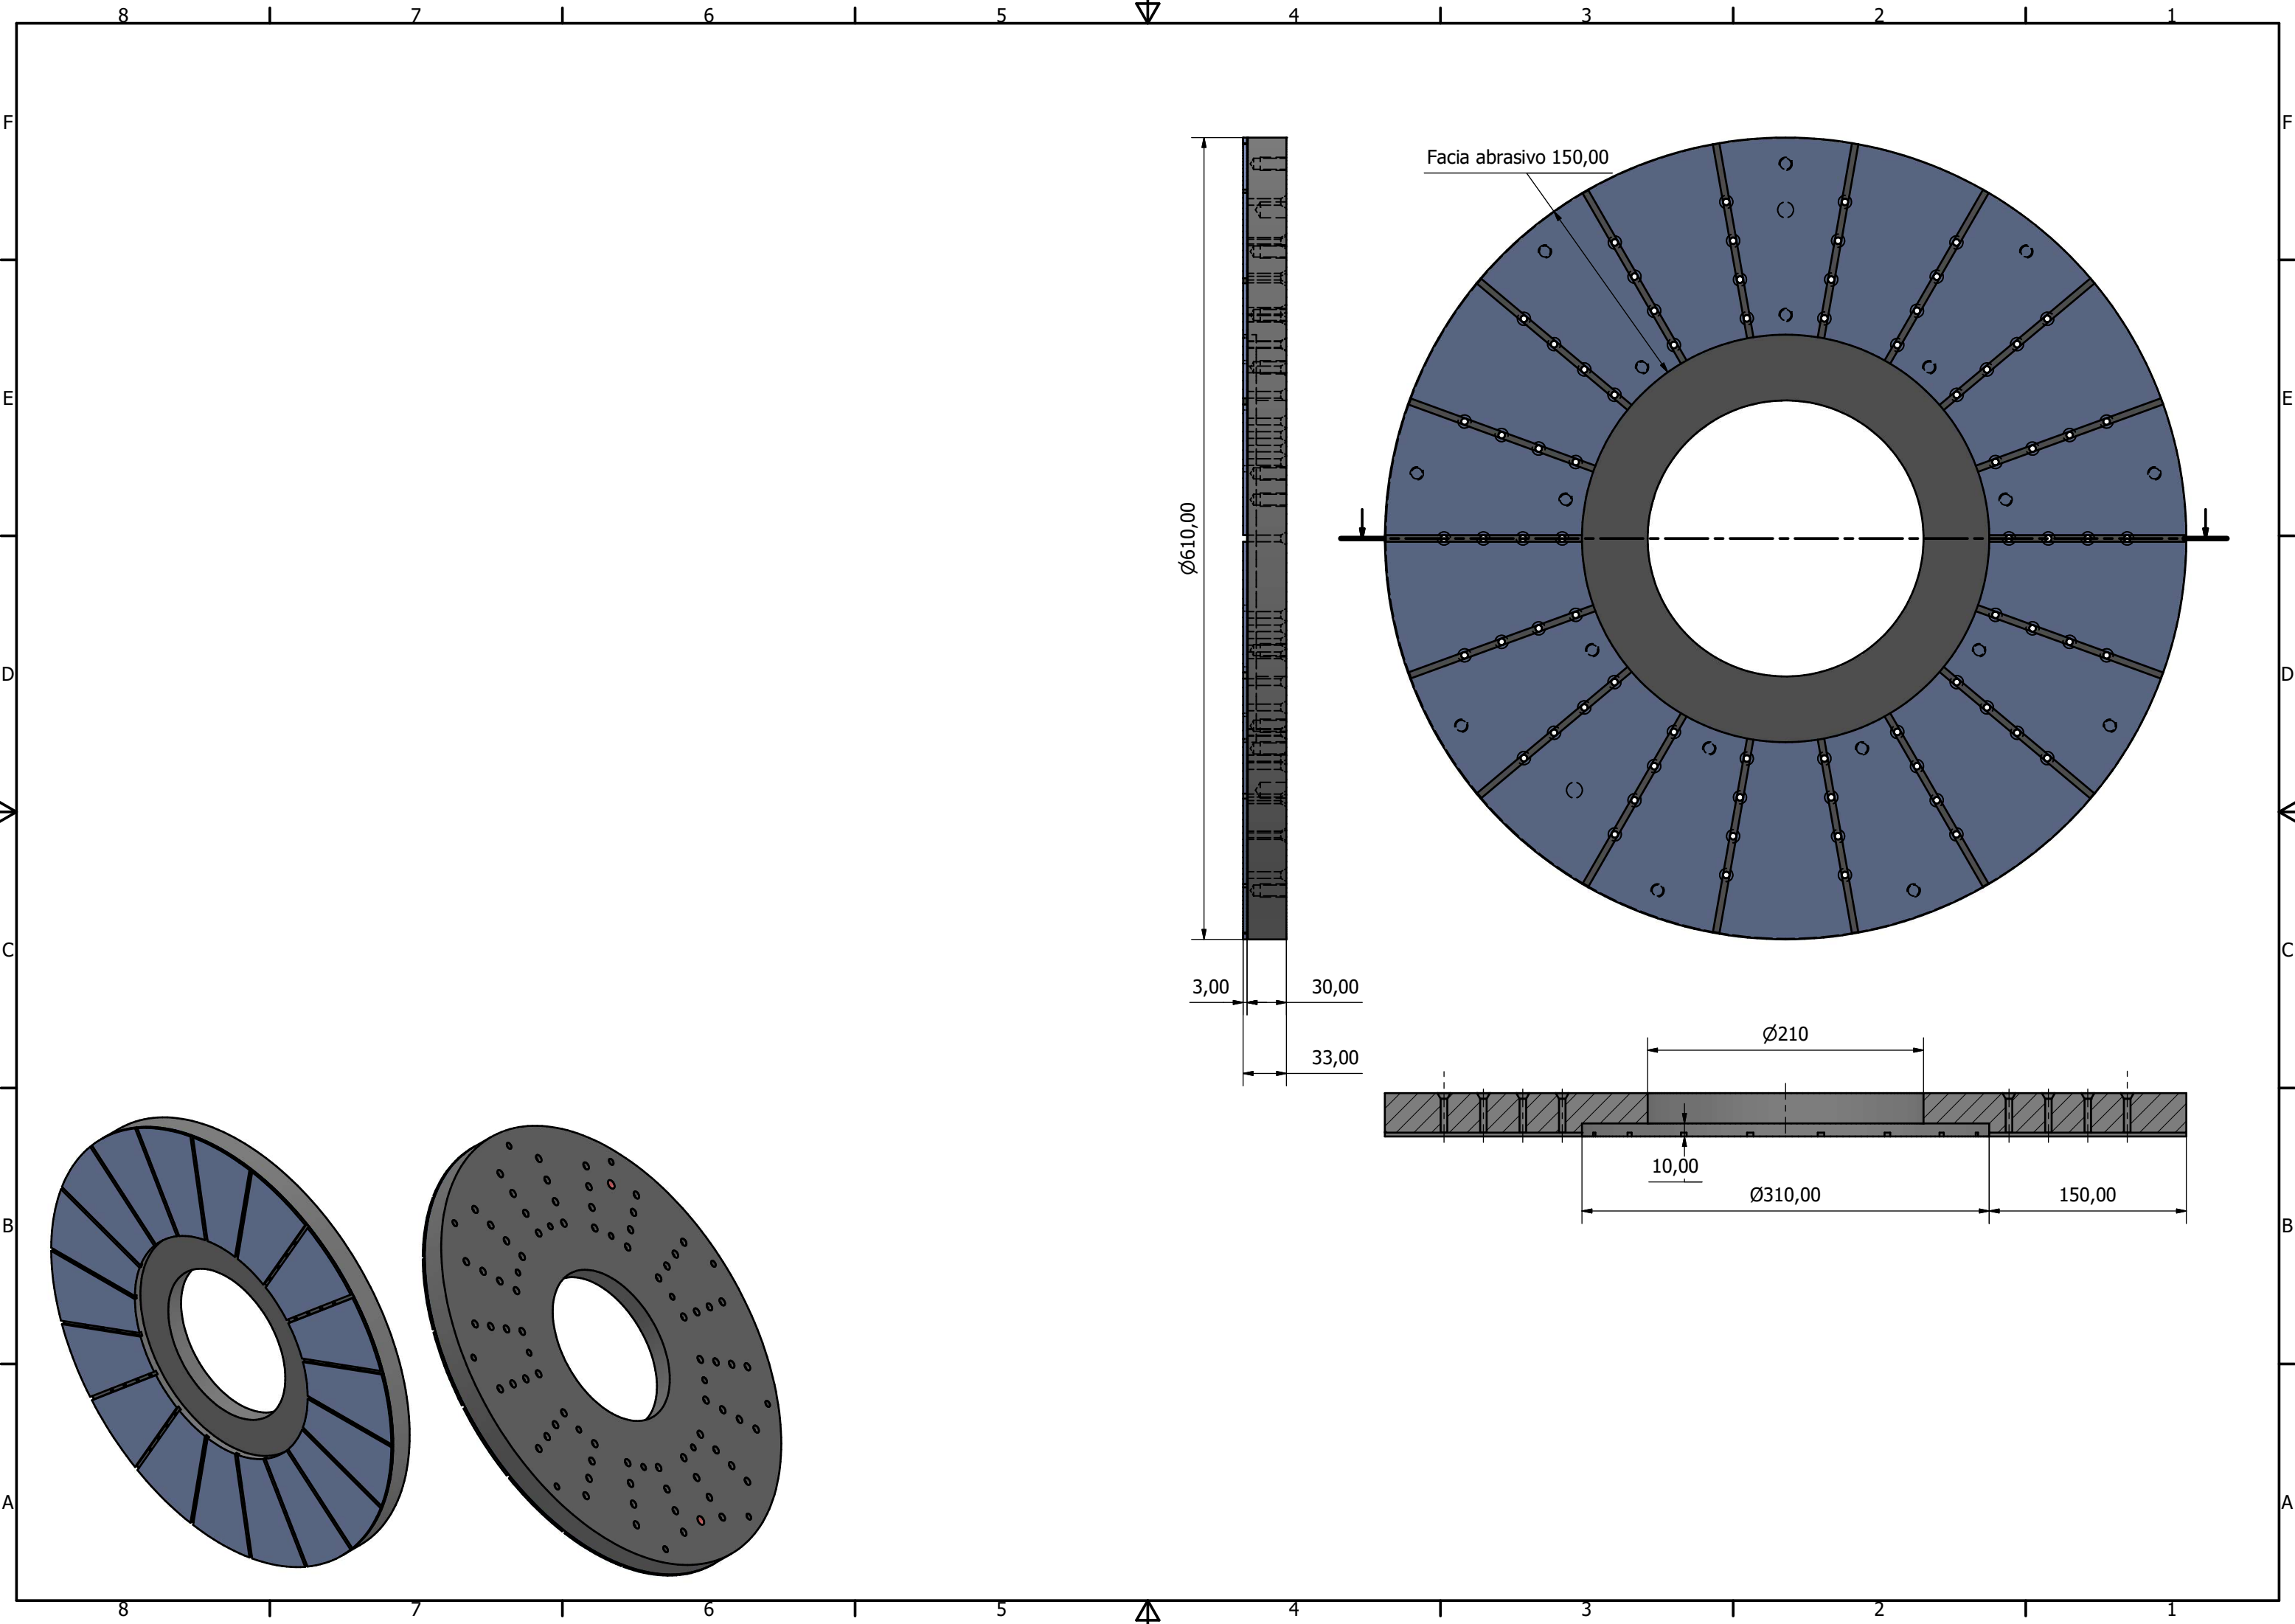 8 7 6 5 4 3 2 1
F F
Facia abrasivo 150,00
E E
Ø610,00
D D
C C
3,00 30,00
33,00
Ø210
10,00
Ø310,00 150,00
B B
A A
8 7 6 5 4 3 2 1